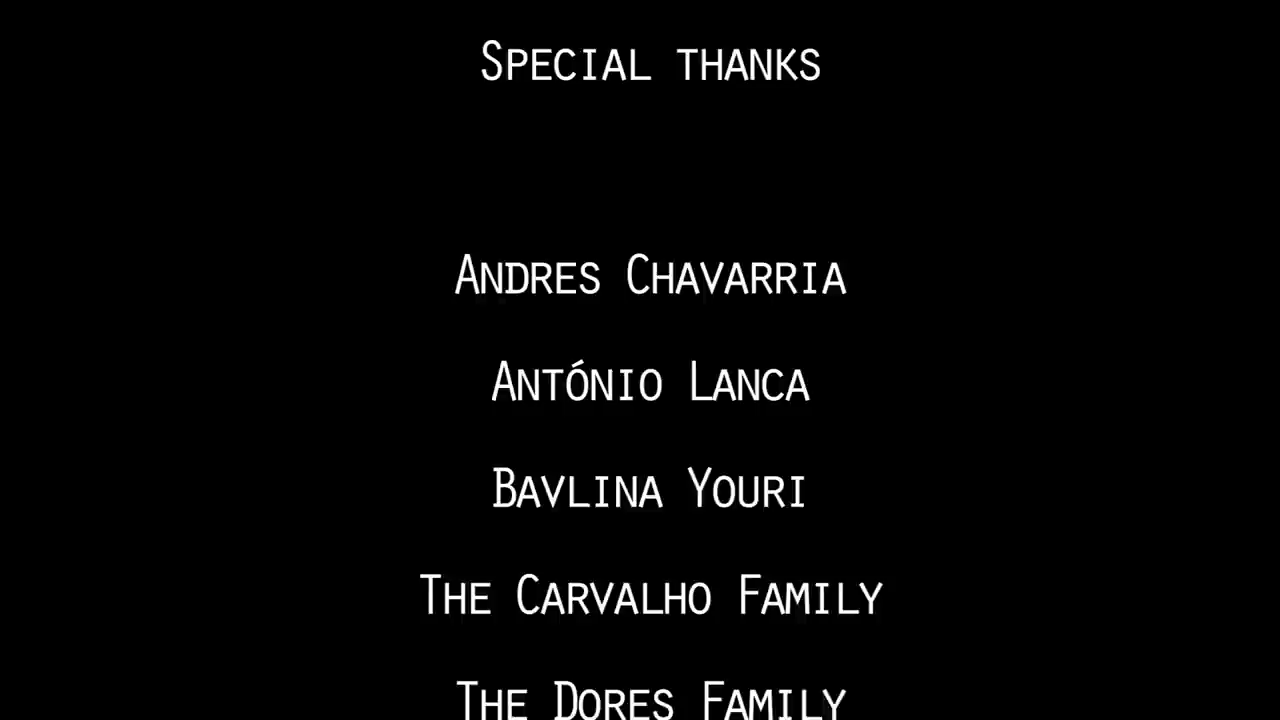 Special thanks
Andres Chavarria
António Lanca
Bavlina Youri
The Carvalho Family
The Dores Family